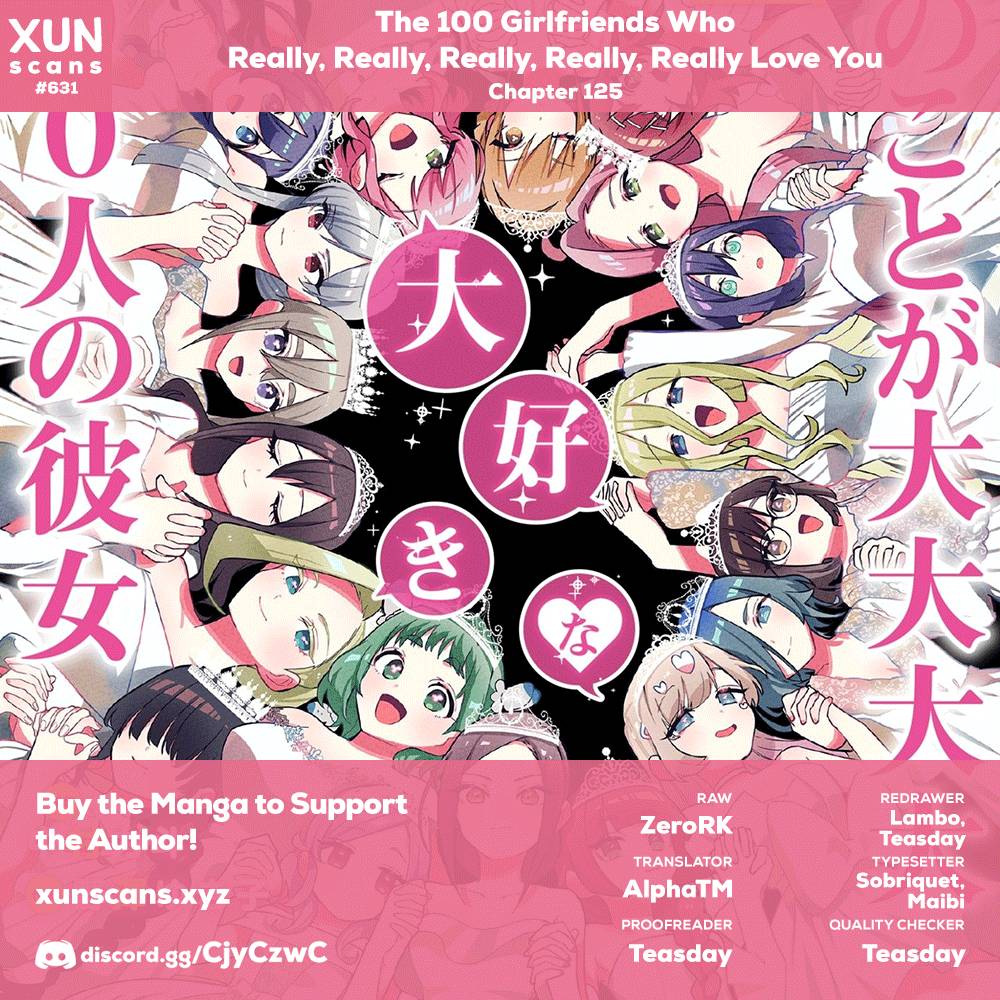 XUN
scans
#631
The 100 Girlfriends Who
Really, Really, Really, Really, Really Love You
Chapter 125
のことが大大大
大
好
き
な
0人の彼女
Buy the Manga to Support
the Author!
xunscans.xyz
discord.gg/CjyCzwC
RAW
ZeroRK
TRANSLATOR
AlphaTM
PROOFREADER
Teasday
REDRAWER
Lambo,
Teasday
TYPESETTER
Sobriquet,
Maibi
QUALITY CHECKER
Teasday